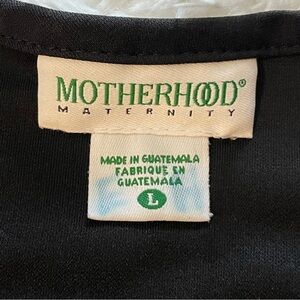 MOTHERHOOD®
MATERNITY
MADE IN GUATEMALA
FABRIQUE EN
GUATEMALA
L